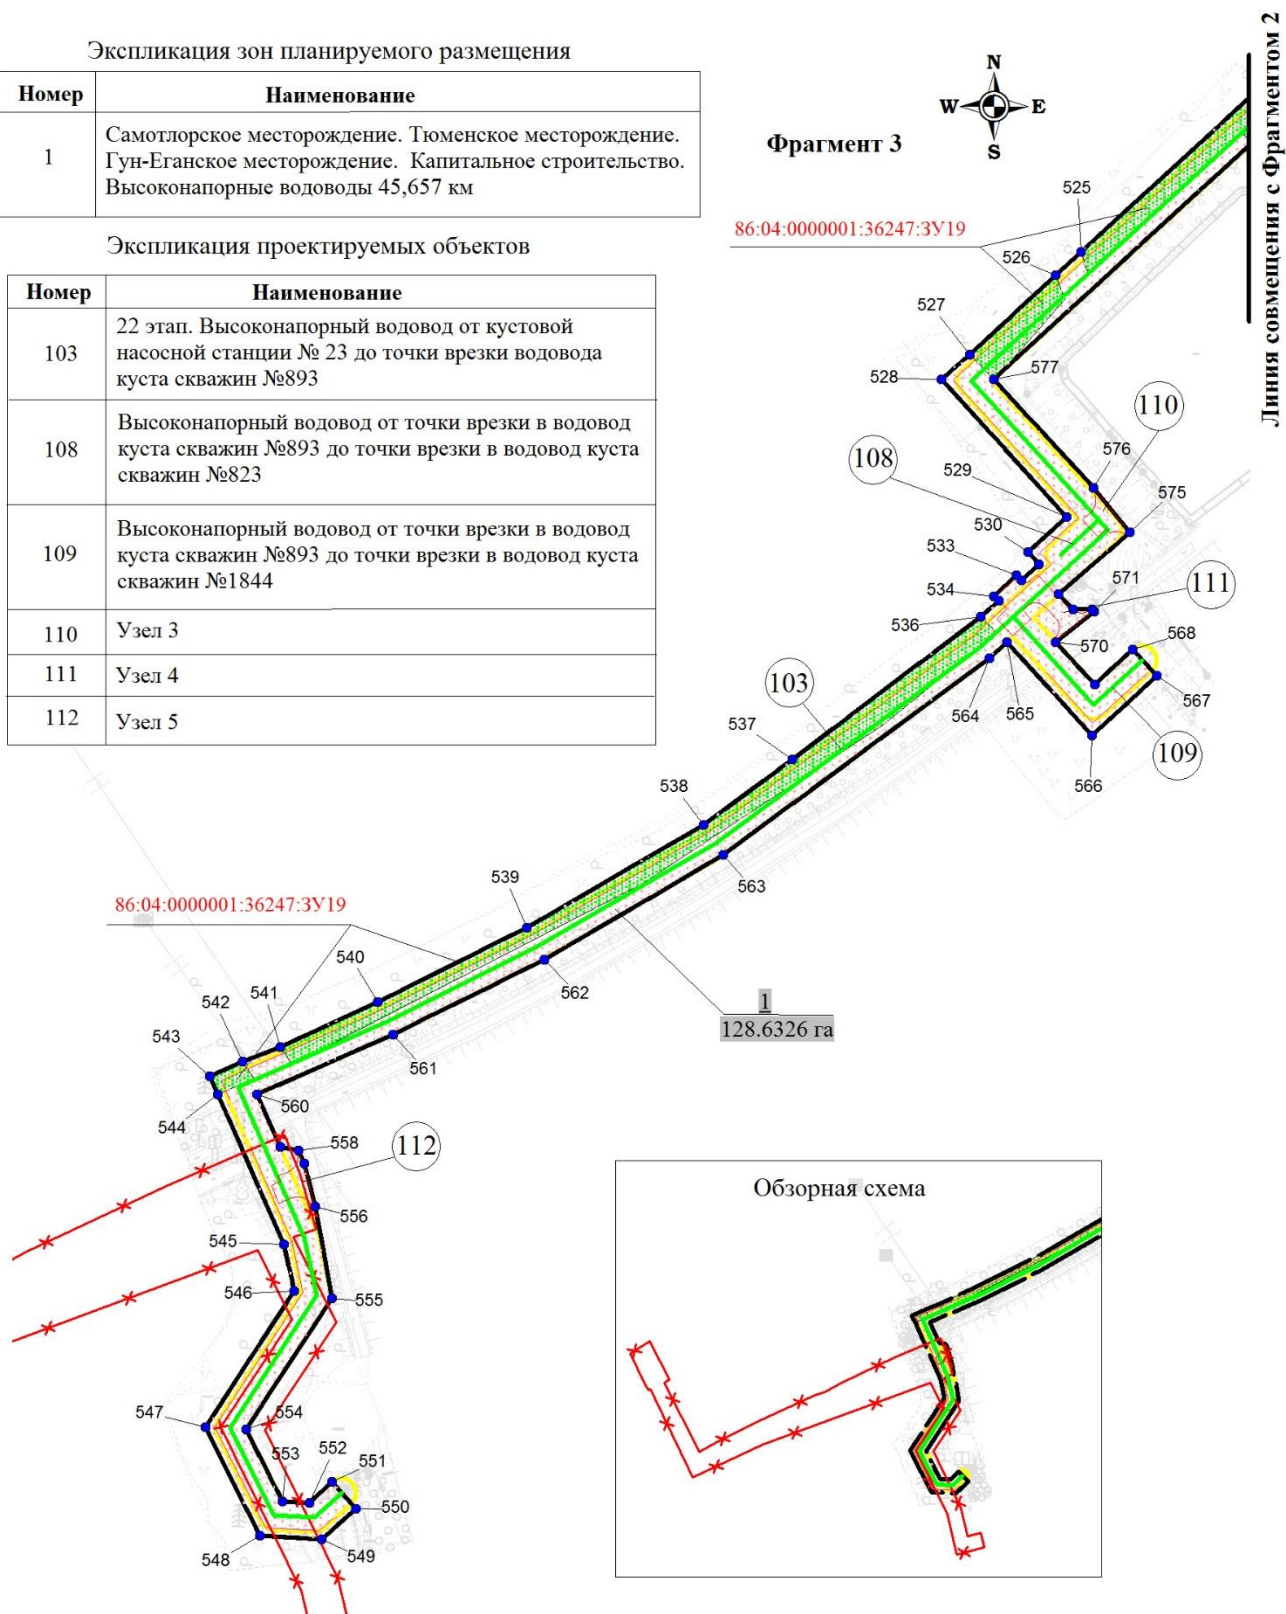 Экспликация зон планируемого размещения
Номер
Наименование
1
Самотлорское месторождение. Тюменское месторождение.
Гун-Еганское месторождение. Капитальное строительство.
Высоконапорные водоводы 45,657 км
Экспликация проектируемых объектов
Номер
Наименование
103
22 этап. Высоконапорный водовод от кустовой
насосной станции № 23 до точки врезки водовода
куста скважин №893
108
Высоконапорный водовод от точки врезки в водовод
куста скважин №893 до точки врезки в водовод куста
скважин №823
109
Высоконапорный водовод от точки врезки в водовод
куста скважин №893 до точки врезки в водовод куста
скважин №1844
110
Узел 3
111
Узел 4
112
Узел 5
N
W
E
S
Фрагмент 3
Линия совмещения с Фрагментом 2
86:04:0000001:36247:ЗУ19
525
526
527
528
577
110
576
108
529
575
530
533
571
111
534
536
570
568
103
567
564
565
537
109
566
538
563
539
86:04:0000001:36247:ЗУ19
540
562
541
542
1
128.6326 га
543
561
544
560
558
112
556
545
546
555
547
554
553
552
551
550
548
549
Обзорная схема